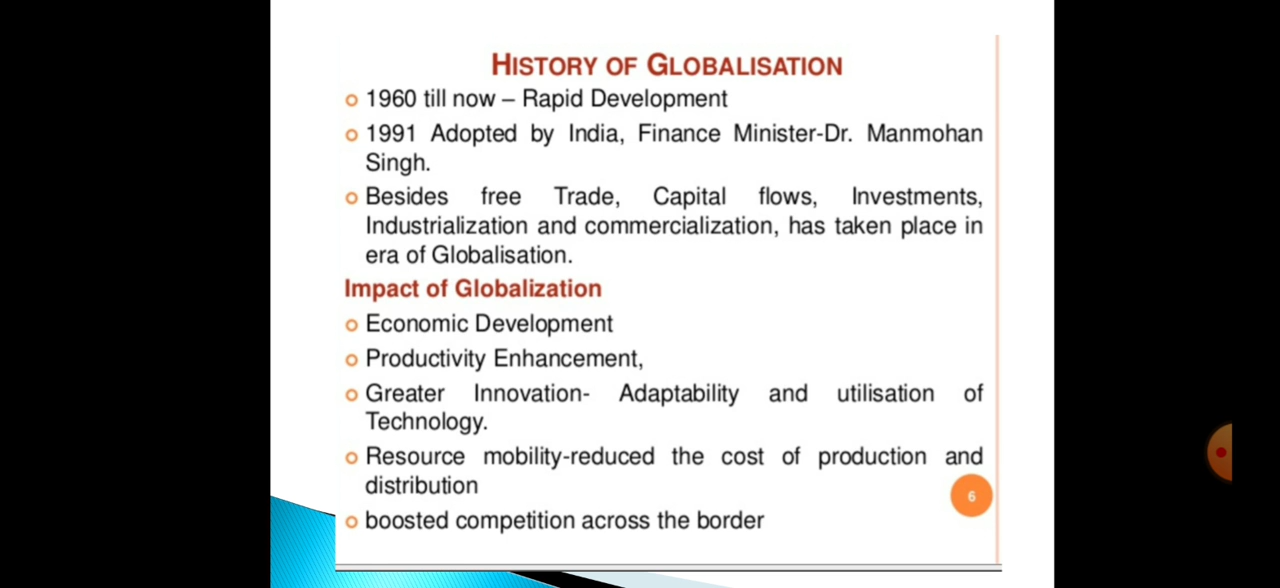 HISTORY OF GLOBALISATION
1960 till now – Rapid Development
1991 Adopted by India, Finance Minister-Dr. Manmohan
Singh.
Besides free Trade, Capital flows, Investments,
Industrialization and commercialization, has taken place in
era of Globalisation.
Impact of Globalization
Economic Development
Productivity Enhancement,
Greater Innovation- Adaptability and utilisation of
Technology.
Resource mobility-reduced the cost of production and
distribution
6
boosted competition across the border